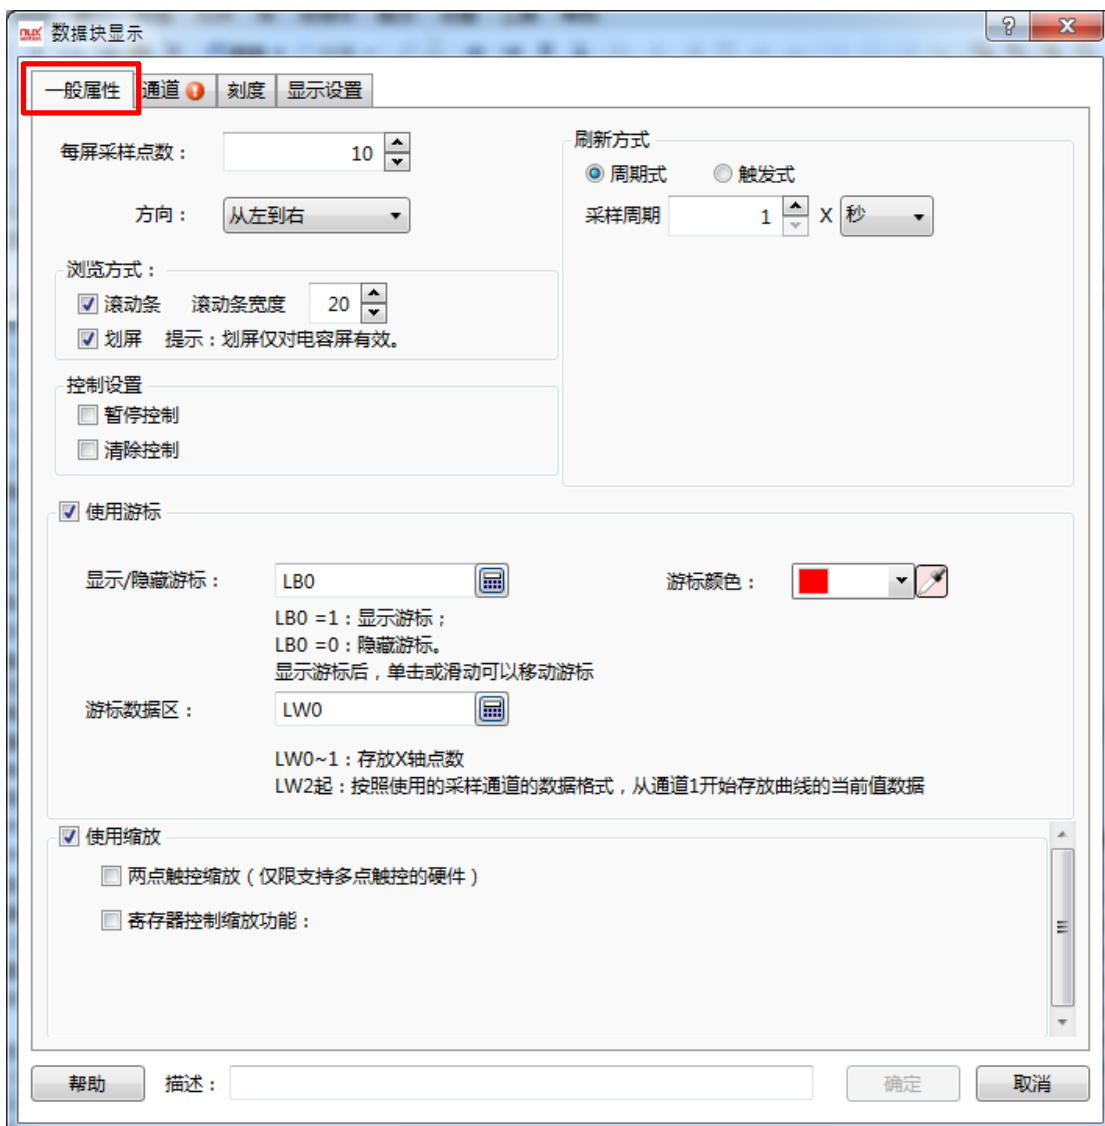 数据块显示
一般属性 通道 刻度 显示设置
每屏采样点数： 10
方向： 从左到右
浏览方式：
滚动条 滚动条宽度 20
划屏 提示：划屏仅对电容屏有效。
控制设置
暂停控制
清除控制
刷新方式
周期式 触发式
采样周期 1 X 秒
使用游标
显示/隐藏游标： LB0 游标颜色：
LB0 =1：显示游标；
LB0 =0：隐藏游标。
显示游标后，单击或滑动可以移动游标
游标数据区： LW0
LW0~1：存放X轴点数
LW2起：按照使用的采样通道的数据格式，从通道1开始存放曲线的当前值数据
使用缩放
两点触控缩放（仅限支持多点触控的硬件）
寄存器控制缩放功能：
帮助 描述： 确定 取消